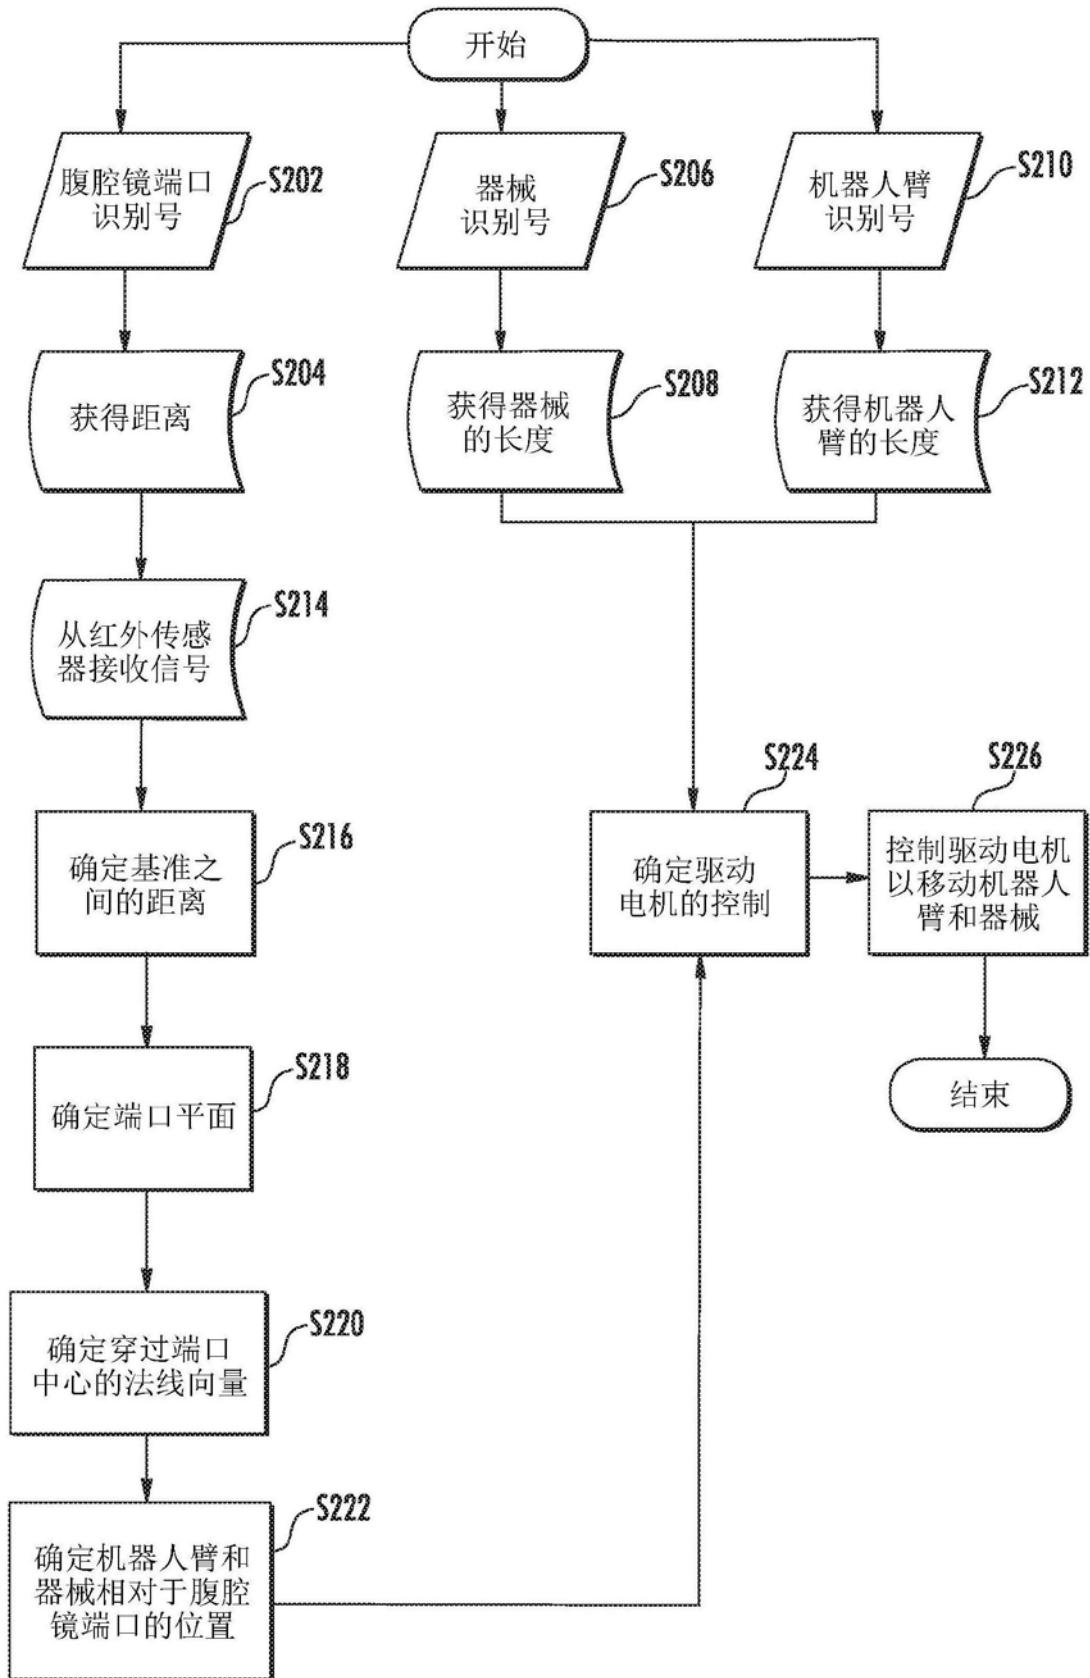 开始
腹腔镜端口
识别号
S202
器械
识别号
S206
机器人臂
识别号
S210
获得距离
S204
获得器械
的长度
S208
获得机器人
臂的长度
S212
从红外传感
器接收信号
S214
确定基准之
间的距离
S216
确定驱动
电机的控制
S224
控制驱动电机
以移动机器人
臂和器械
S226
确定端口平面
S218
结束
确定穿过端口
中心的法线向量
S220
确定机器人臂和
器械相对于腹腔
镜端口的位置
S222